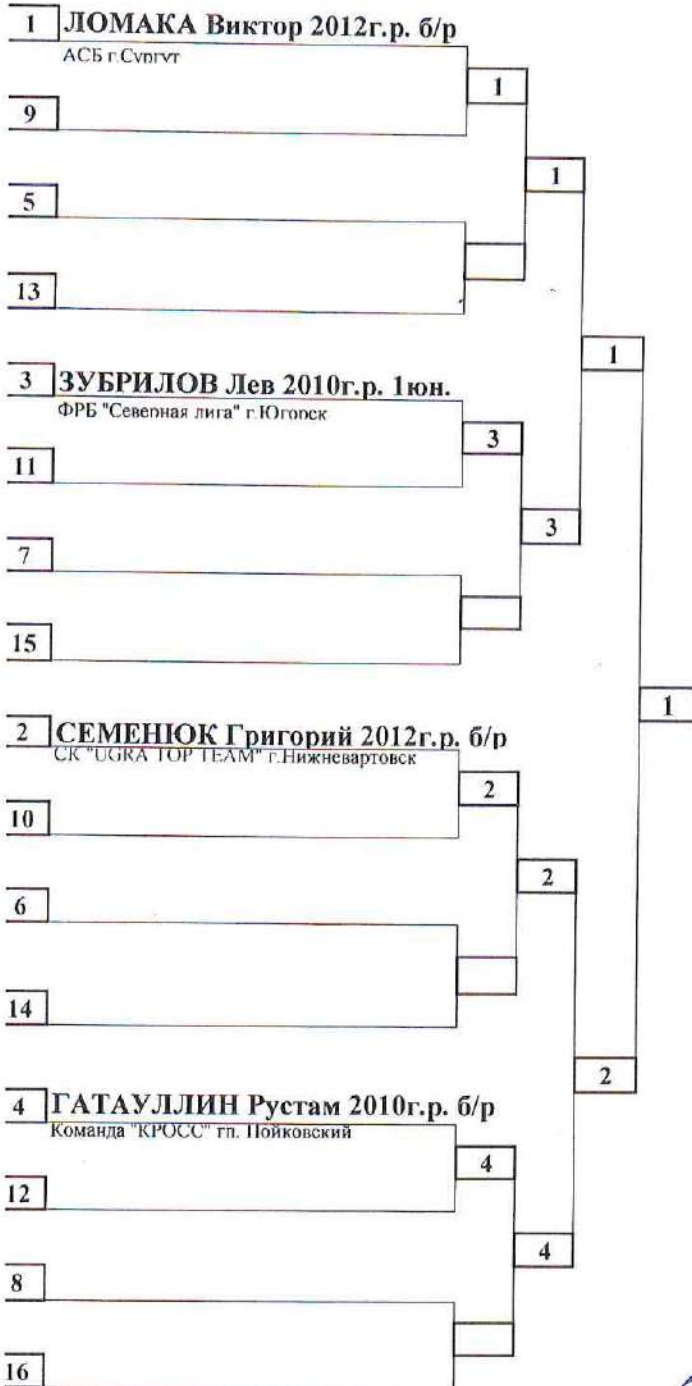 1 ЛОМАКА Виктор 2012г.р. б/р
АСБ г.Сургут
1
9
1
5
13
1
3 ЗУБРИЛОВ Лев 2010г.р. 1юн.
ФРБ "Северная лига" г.Югорск
3
11
3
7
15
1
2 СЕМЕНЮК Григорий 2012г.р. б/р
СК "UGRA TOP TEAM" г.Нижневартовск
2
10
2
6
14
2
4 ГАТАУЛЛИН Рустам 2010г.р. б/р
Команда "КРОСС" гп. Пойковский
4
12
4
8
16